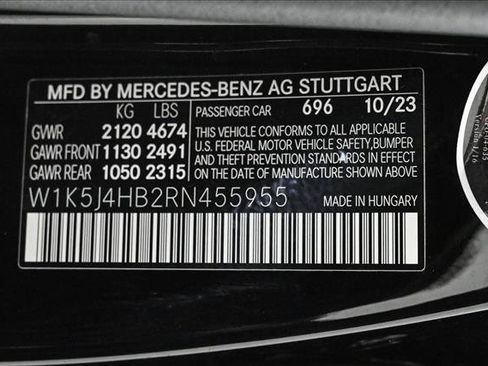 MFD BY MERCEDES-BENZ AG STUTTGART
KG LBS
GWR 2120 4674
GAWR FRONT 1130 2491
GAWR REAR 1050 2315
PASSENGER CAR 696 10/23
THIS VEHICLE CONFORMS TO ALL APPLICABLE
U.S. FEDERAL MOTOR VEHICLE SAFETY,BUMPER
AND THEFT PREVENTION STANDARDS IN EFFECT
ON THE DATE OF MANUFACTURE SHOWN ABOVE
W1K5J4HB2RN455955
MADE IN HUNGARY